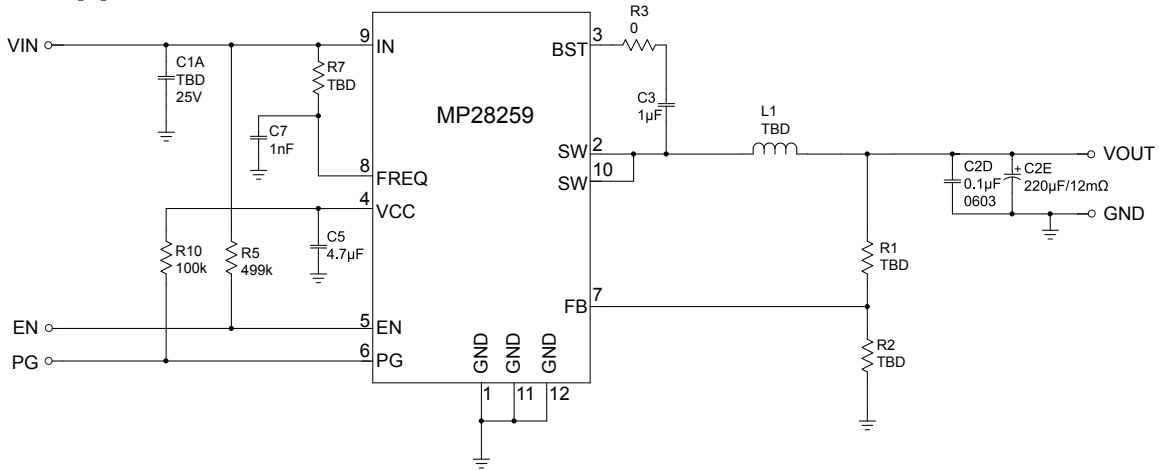 R3
0
VIN
9
IN
3
BST
C1A
TBD
25V
R7
TBD
C3
1µF
MP28259
L1
TBD
C7
1nF
SW
2
VOUT
10
SW
8
FREQ
C2D
0.1µF
0603
+
C2E
220µF/12mΩ
4
VCC
GND
C5
4.7µF
R10
100k
R5
499k
R1
TBD
7
FB
EN
5
EN
PG
6
PG
GND
GND
GND
R2
TBD
1
11
12